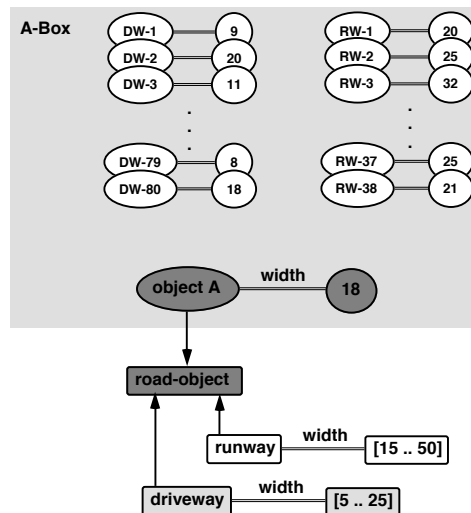 A-Box
DW-1 9 RW-1 20
DW-2 20 RW-2 25
DW-3 11 RW-3 32
. .
. .
. .
DW-79 8 RW-37 25
DW-80 18 RW-38 21
object A width 18
road-object
runway width [15 .. 50]
driveway width [5 .. 25]